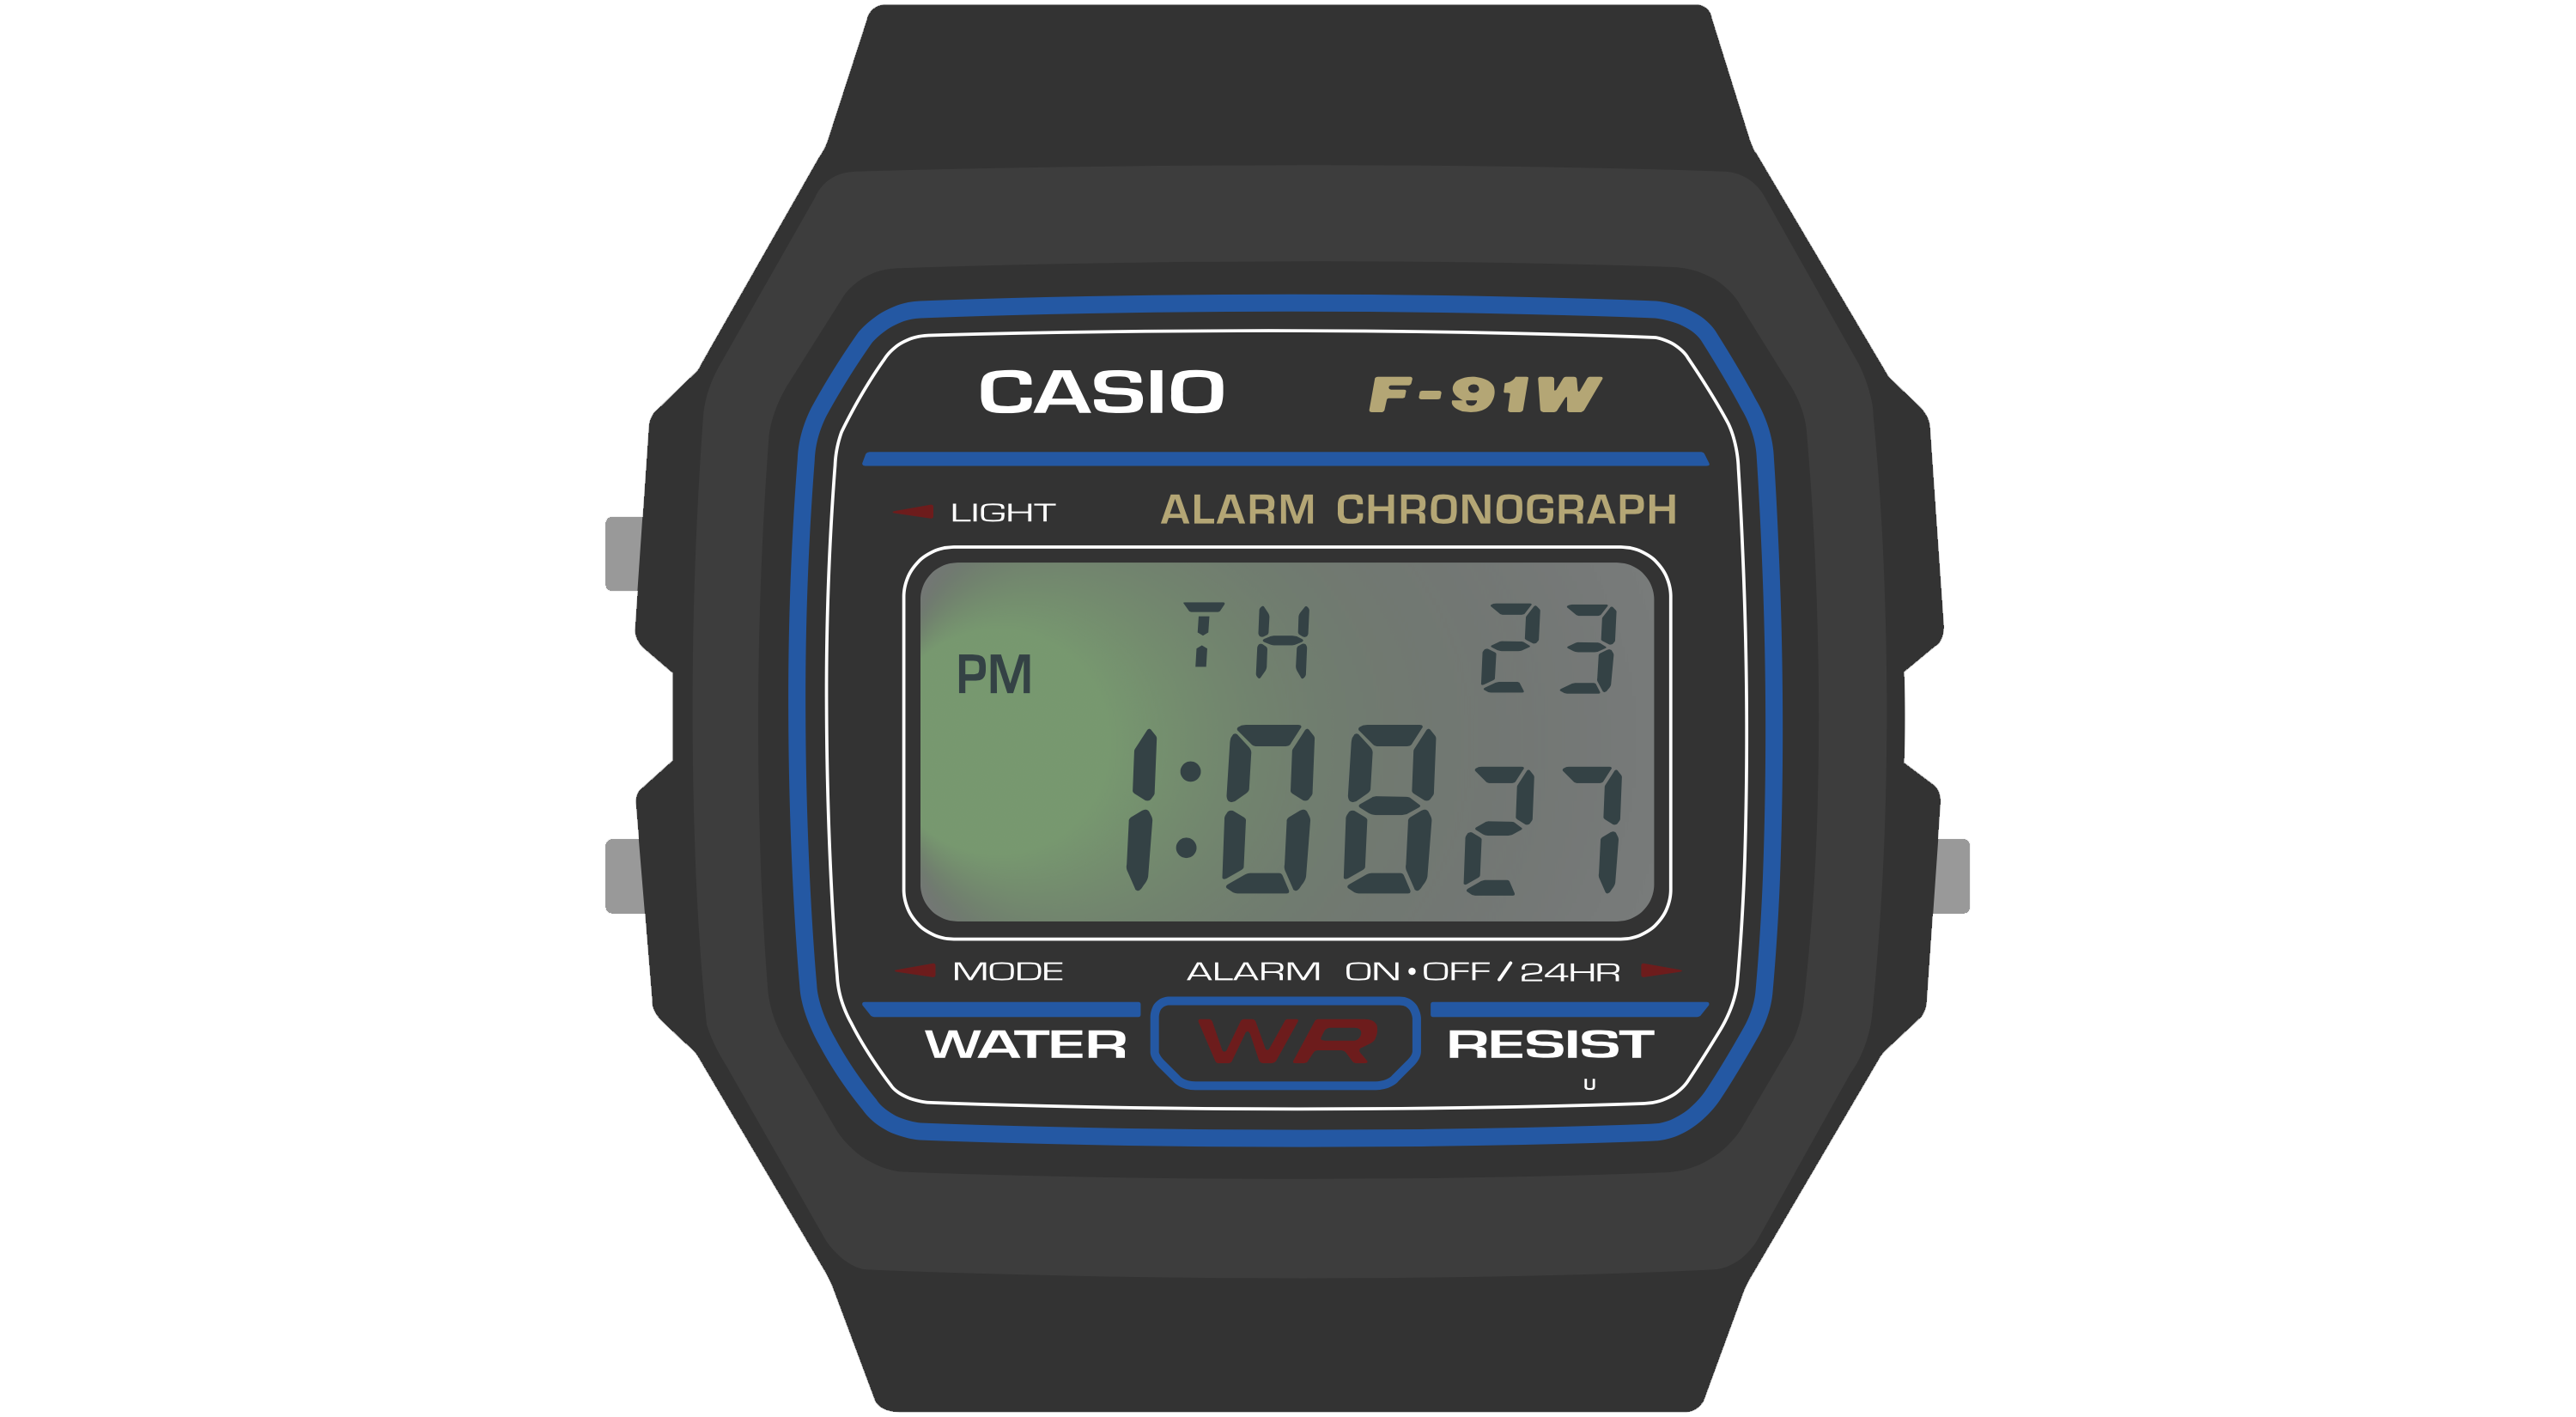 CASIO F-91W
LIGHT ALARM CHRONOGRAPH
TH 23
PM
1:08 27
MODE ALARM ON•OFF/24HR
WATER WR RESIST
U